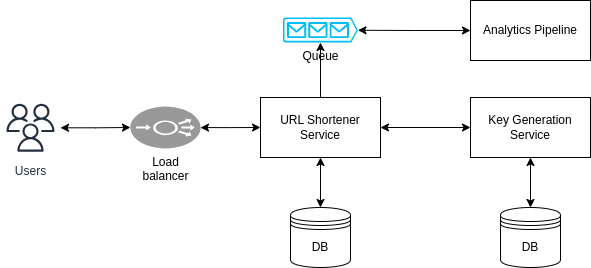 Queue
Analytics Pipeline
Users
Load
balancer
URL Shortener
Service
Key Generation
Service
DB
DB